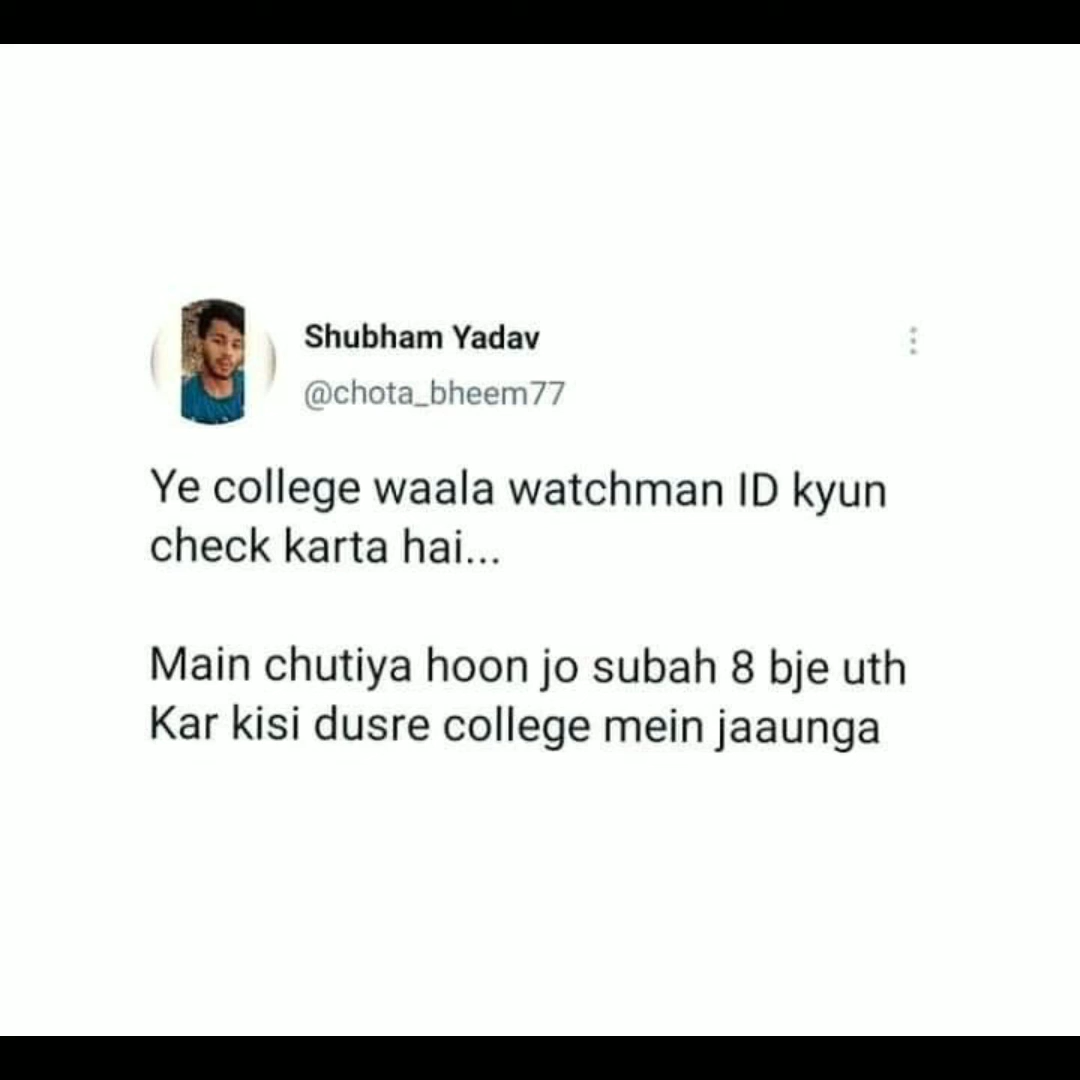 Shubham Yadav
@chota_bheem77
Ye college waala watchman ID kyun
check karta hai...
Main chutiya hoon jo subah 8 bje uth
Kar kisi dusre college mein jaaunga